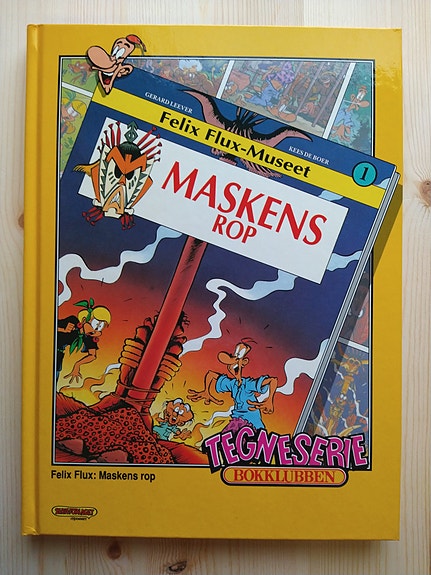 GERARD LEEVER
KEES DE BOER
Felix Flux-Museet
1
MASKENS
ROP
TEGNESERIE
BOKKLUBBEN
Felix Flux: Maskens rop